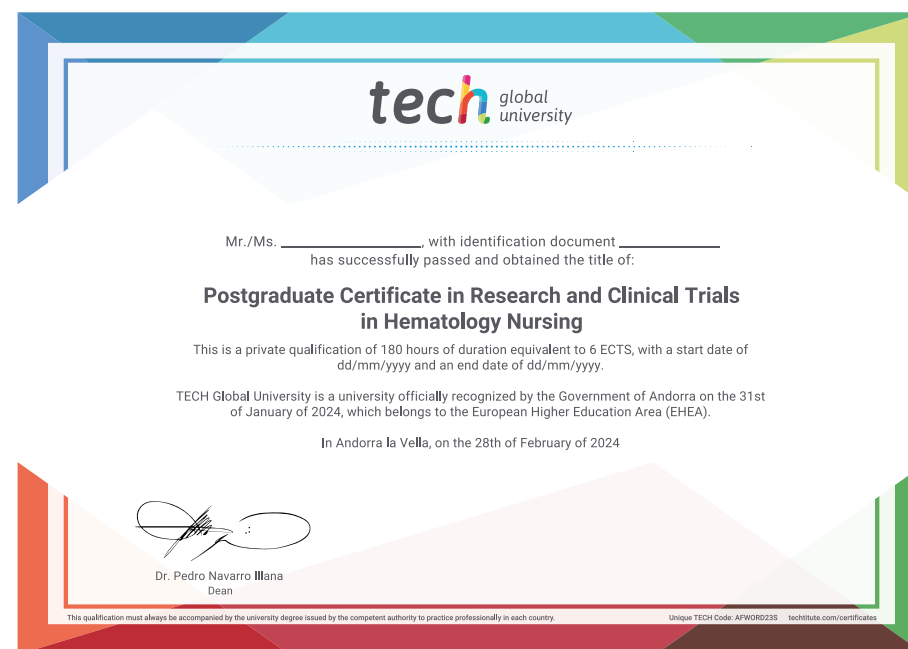 tech global university
Mr./Ms. ____________________, with identification document ______________
has successfully passed and obtained the title of:
Postgraduate Certificate in Research and Clinical Trials
in Hematology Nursing
This is a private qualification of 180 hours of duration equivalent to 6 ECTS, with a start date of
dd/mm/yyyy and an end date of dd/mm/yyyy.
TECH Global University is a university officially recognized by the Government of Andorra on the 31st
of January of 2024, which belongs to the European Higher Education Area (EHEA).
In Andorra la Vella, on the 28th of February of 2024
Dr. Pedro Navarro Illana
Dean
This qualification must always be accompanied by the university degree issued by the competent authority to practice professionally in each country.
Unique TECH Code: AFWORD23S techtitute.com/certificates